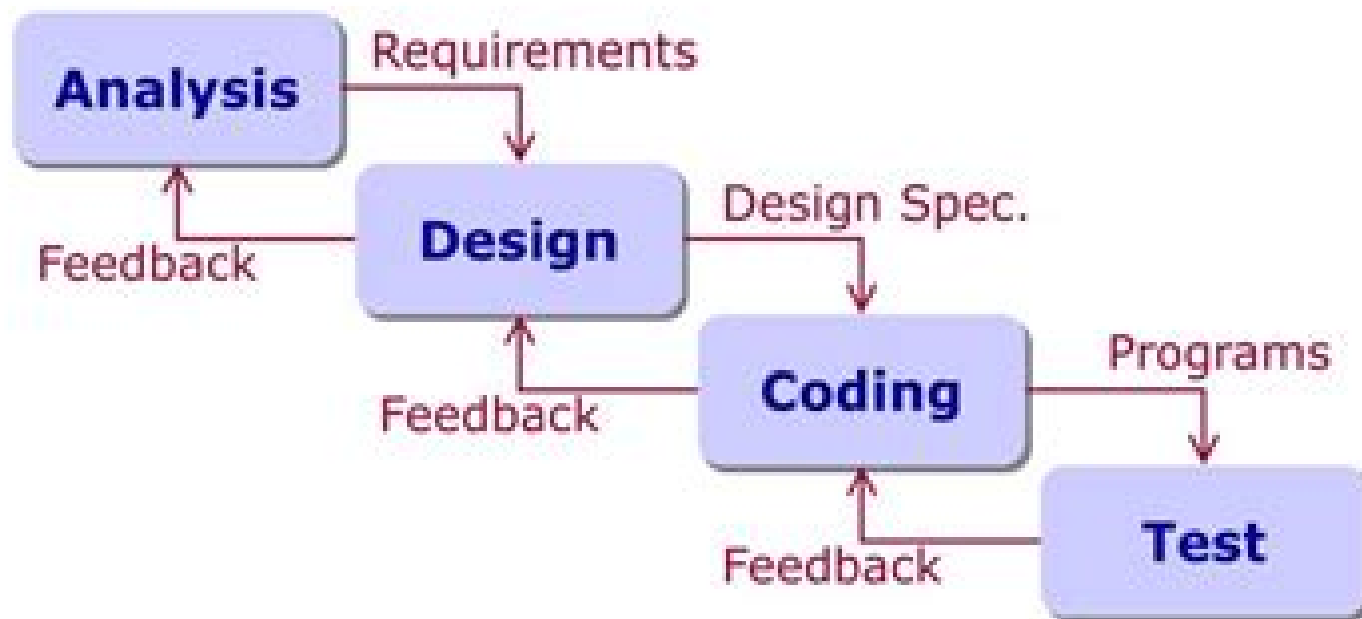 Requirements
Analysis
Design Spec.
Feedback
Design
Programs
Feedback
Coding
Feedback
Test